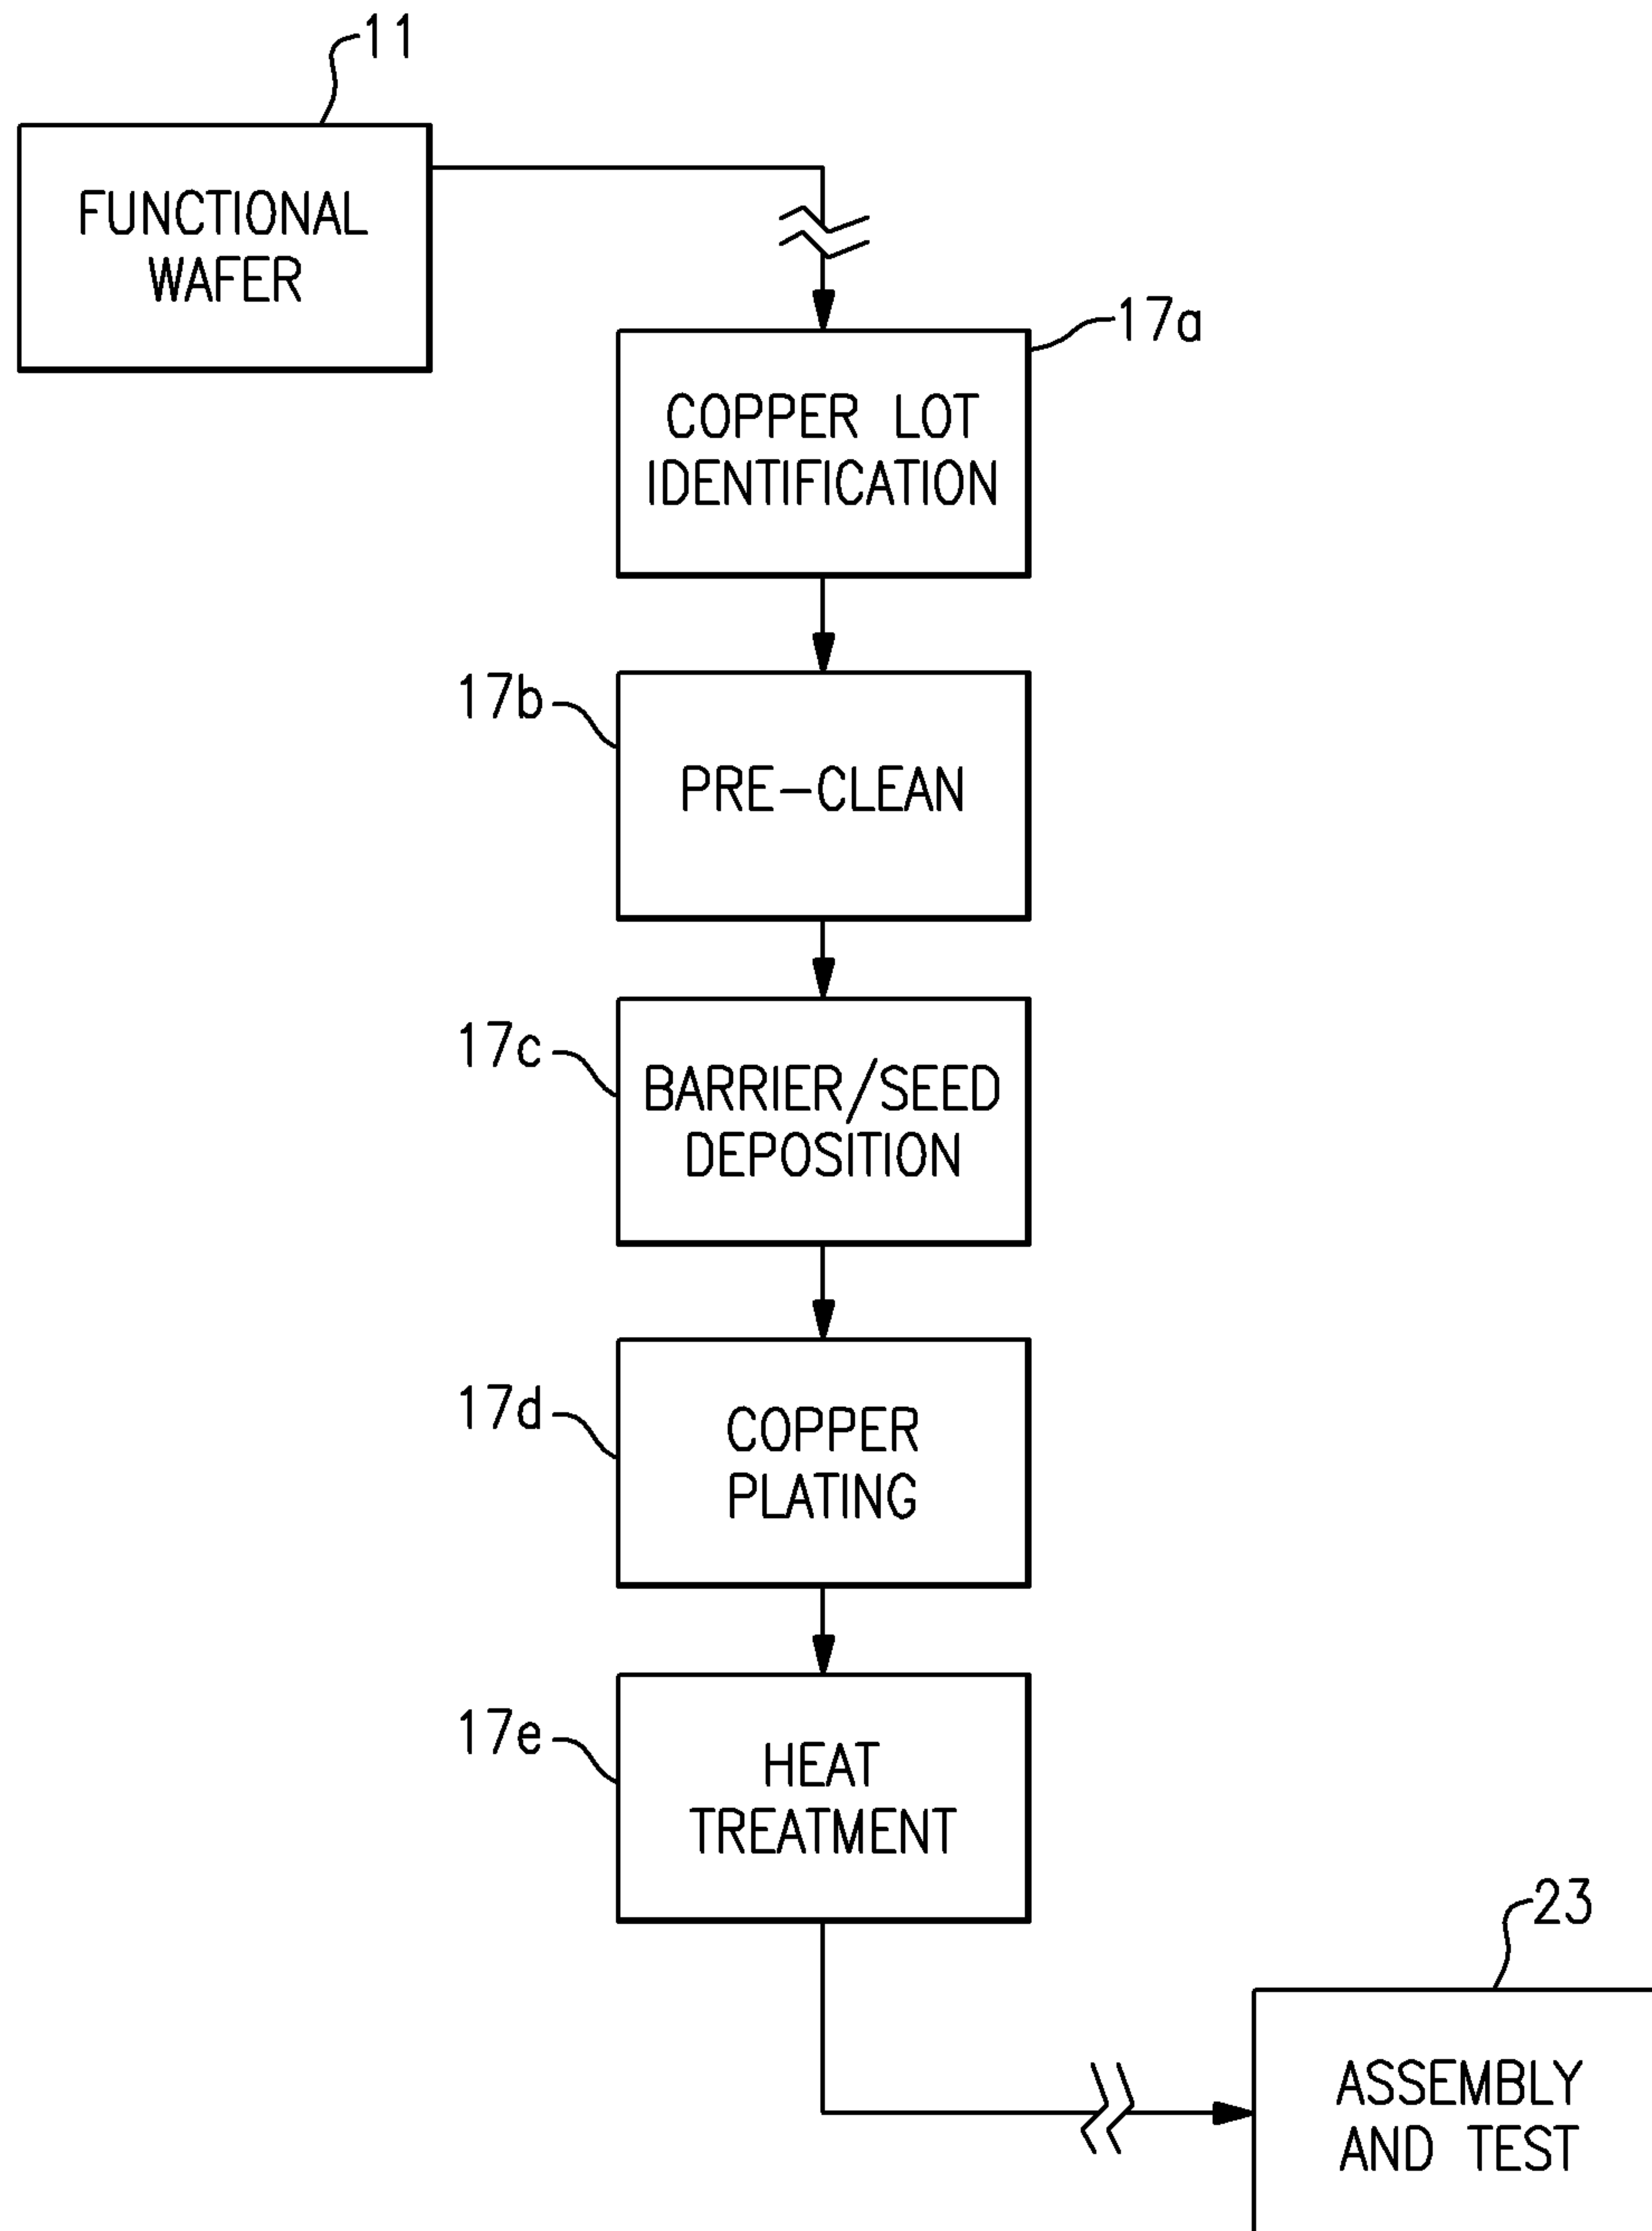 11
FUNCTIONAL
WAFER
17a
COPPER LOT
IDENTIFICATION
17b
PRE-CLEAN
17c
BARRIER/SEED
DEPOSITION
17d
COPPER
PLATING
17e
HEAT
TREATMENT
23
ASSEMBLY
AND TEST